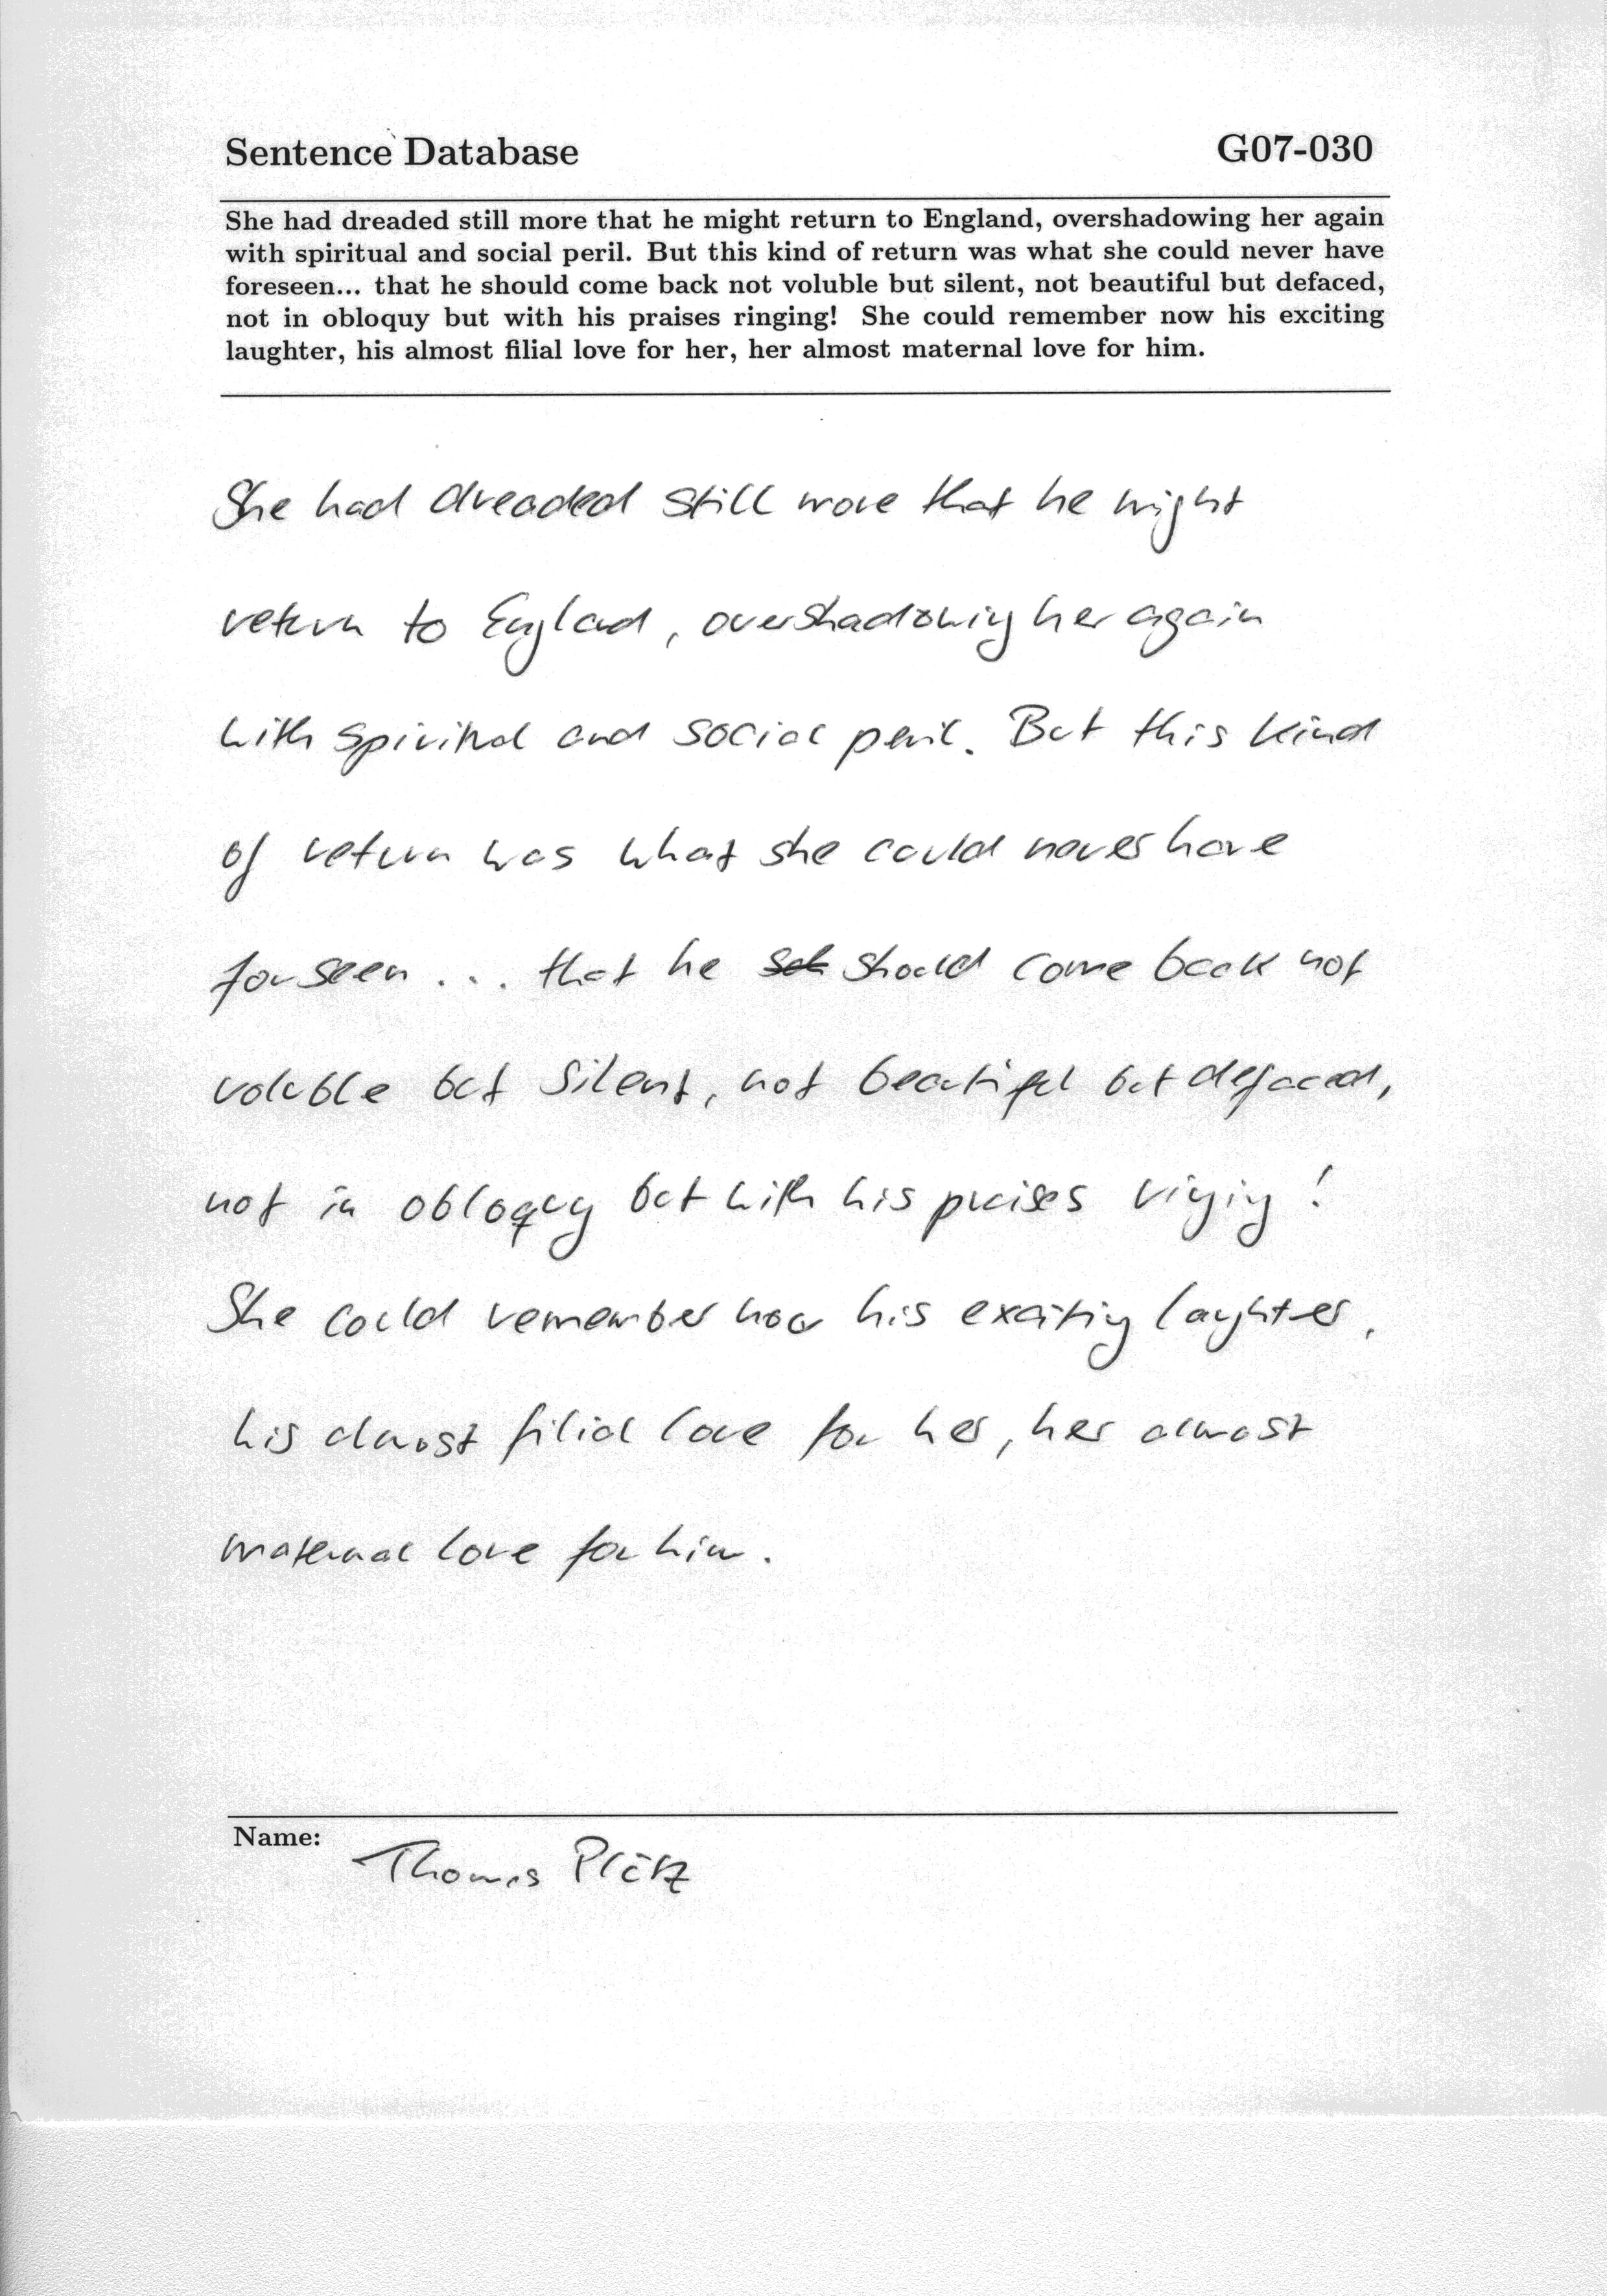 Sentence Database G07-030
She had dreaded still more that he might return to England, overshadowing her again
with spiritual and social peril. But this kind of return was what she could never have
foreseen... that he should come back not voluble but silent, not beautiful but defaced,
not in obloquy but with his praises ringing! She could remember now his exciting
laughter, his almost filial love for her, her almost maternal love for him.
She had dreaded still more that he might
return to England, overshadowing her again
with spiritual and social peril. But this kind
of return was what she could never have
forseen... that he should come back not
voluble but silent, not beautiful but defaced,
not in obloquy but with his praises ringing!
She could remember now his exciting laughter,
his almost filial love for her, her almost
maternal love for him.
Name:
Thomas Plötz